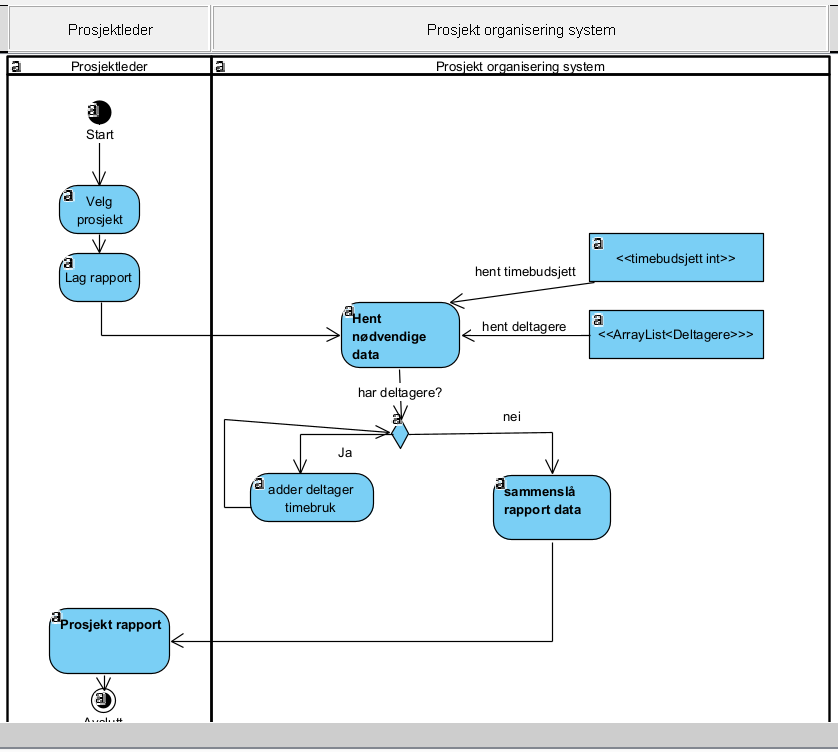 Prosjektleder
Prosjekt organisering system
Prosjektleder
Prosjekt organisering system
Start
Velg
prosjekt
Lag rapport
hent timebudsjett
<<timebudsjett int>>
Hent
nødvendige
data
hent deltagere
<<ArrayList<Deltagere>>>
har deltagere?
nei
Ja
adder deltager
timebruk
sammenslå
rapport data
Prosjekt rapport
Avslutt